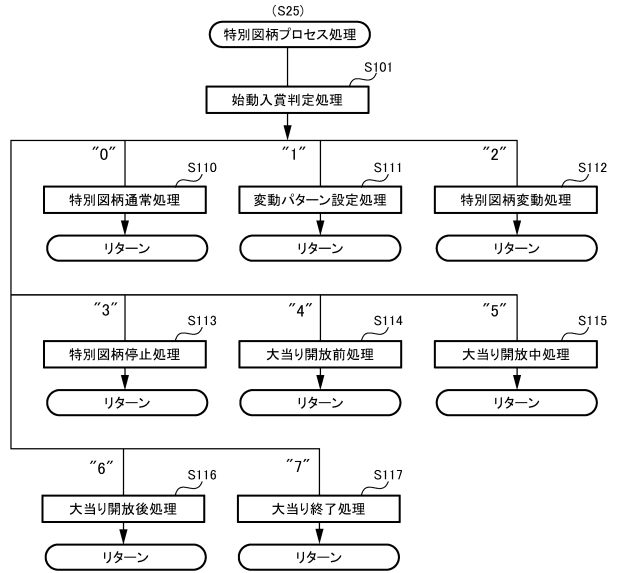 (S25)
特別図柄プロセス処理
S101
始動入賞判定処理
"0"
"1"
"2"
S110
S111
S112
特別図柄通常処理
変動パターン設定処理
特別図柄変動処理
リターン
リターン
リターン
"3"
"4"
"5"
S113
S114
S115
特別図柄停止処理
大当り開放前処理
大当り開放中処理
リターン
リターン
リターン
"6"
"7"
S116
S117
大当り開放後処理
大当り終了処理
リターン
リターン